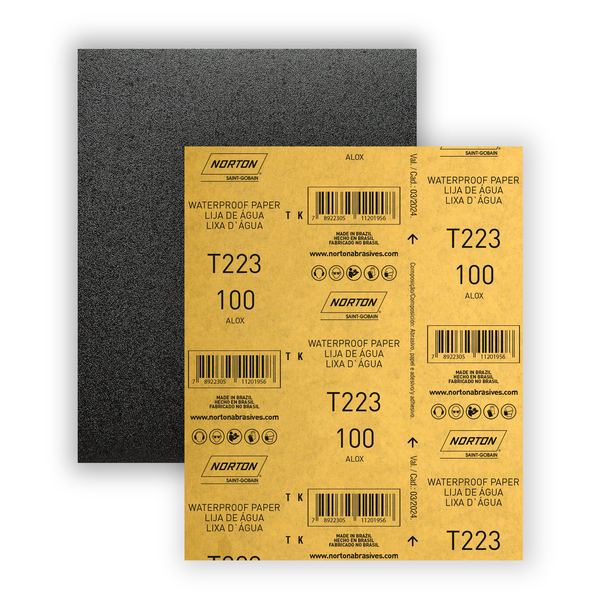 NORTON
SAINT-GOBAIN
WATERPROOF PAPER
LIJA DE ÁGUA
LIXA D`ÁGUA
T223
100
ALOX
7 8922305 11201956
MADE IN BRAZIL
HECHO EN BRASIL
FABRICADO NO BRASIL
www.nortonabrasives.com
NORTON
SAINT-GOBAIN
WATERPROOF PAPER
LIJA DE ÁGUA
LIXA D`ÁGUA
T223
T K
T K
T K
T K
ALOX
7 8922305 11201956
MADE IN BRAZIL
HECHO EN BRASIL
FABRICADO NO BRASIL
www.nortonabrasives.com
NORTON
SAINT-GOBAIN
WATERPROOF PAPER
LIJA DE ÁGUA
LIXA D`ÁGUA
T223
100
ALOX
7 8922305 11201956
MADE IN BRAZIL
HECHO EN BRASIL
FABRICADO NO BRASIL
www.nortonabrasives.com
Val. / Cad.: 03/2024.
Composição/Composición: Abrasivo, papel e adesivo/y adhesivo.
Val. / Cad.: 03/2024.
SAINT-GOBAIN
WATERPROOF PAPER
LIJA DE ÁGUA
LIXA D`ÁGUA
T223
100
ALOX
7 8922305 11201956
MADE IN BRAZIL
HECHO EN BRASIL
FABRICADO NO BRASIL
www.nortonabrasives.com
NORTON
SAINT-GOBAIN
WATERPROOF PAPER
LIJA DE ÁGUA
LIXA D`ÁGUA
T223